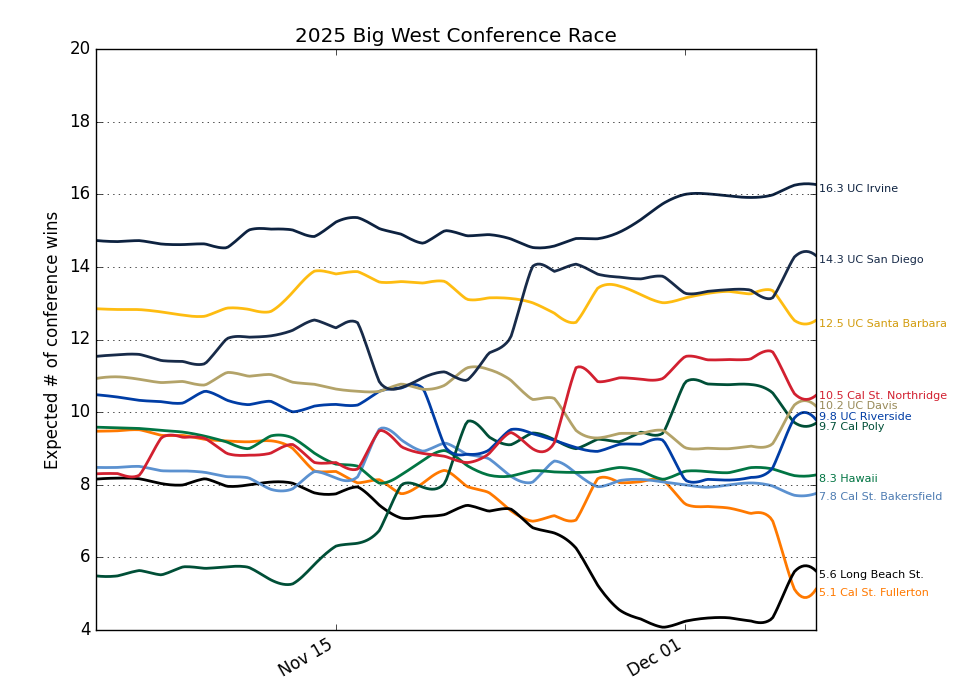 2025 Big West Conference Race
Expected # of conference wins
20
18
16
14
12
10
8
6
4
Nov 15
Dec 01
16.3 UC Irvine
14.3 UC San Diego
12.5 UC Santa Barbara
10.5 Cal St. Northridge
10.2 UC Davis
9.8 UC Riverside
9.7 Cal Poly
8.3 Hawaii
7.8 Cal St. Bakersfield
5.6 Long Beach St.
5.1 Cal St. Fullerton